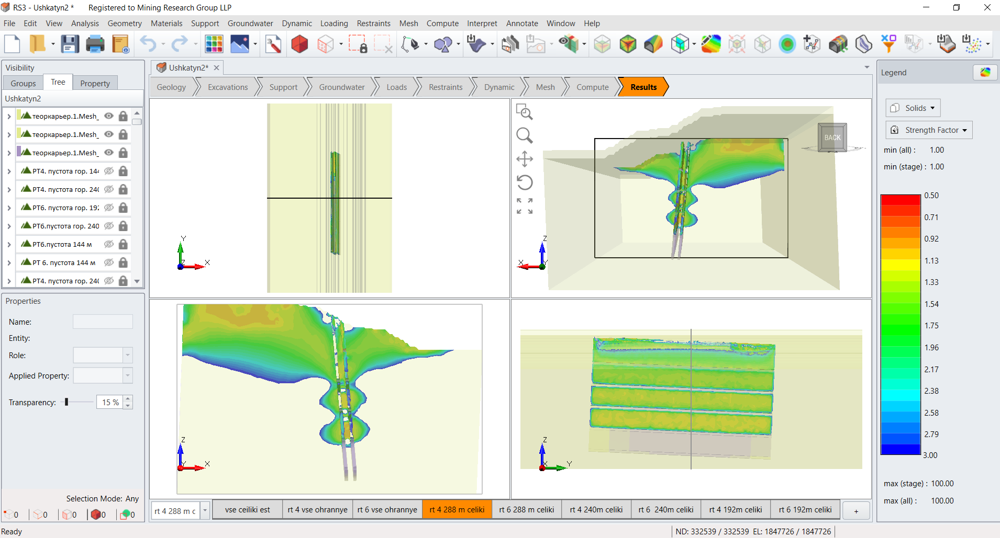 RS3 - Ushkatyn2 * Registered to Mining Research Group LLP
File Edit View Analysis Geometry Materials Support Groundwater Dynamic Loading Restraints Mesh Compute Interpret Annotate Window Help
Visibility
Groups Tree Property
Ushkatyn2
теоркарьер.1.Mesh_
теоркарьер.1.Mesh_
теоркарьер.1.Mesh_
РТ4. пустота гор. 144
РТ4. пустота гор. 240
РТ6. пустота гор. 192
РТ6.пустота гор. 240
РТ6.пустота 144 м
РТ 6. пустота 144 м
РТ4. пустота гор. 240
Properties
Name:
Entity:
Role:
Applied Property:
Transparency: 15 %
Selection Mode: Any
0 0 0 0 0
Ushkatyn2*
Geology Excavations Support Groundwater Loads Restraints Dynamic Mesh Compute Results
Y
Z X
BACK
Z
X Y
Z
Y X
Z
X Y
rt 4 288 m c vse ceiliki est rt 4 vse ohrannye rt 6 vse ohrannye rt 4 288 m celiki rt 6 288 m celiki rt 4 240m celiki rt 6 240m celiki rt 4 192m celiki rt 6 192m celiki +
Legend
Solids
Strength Factor
min (all) : 1.00
min (stage) : 1.00
0.50
0.71
0.92
1.13
1.33
1.54
1.75
1.96
2.17
2.38
2.58
2.79
3.00
max (stage) : 100.00
max (all) : 100.00
Ready ND: 332539 / 332539 EL: 1847726 / 1847726